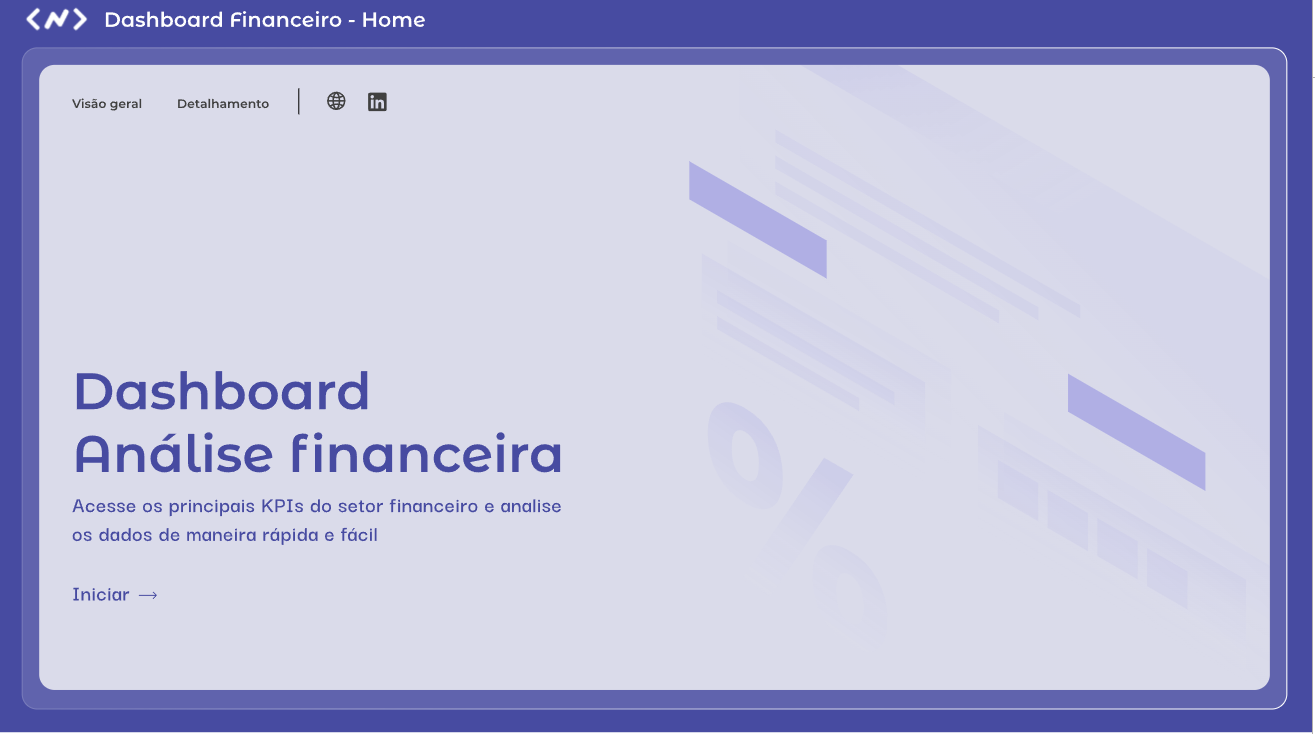 Dashboard Financeiro - Home
Visão geral Detalhamento
Dashboard
Análise financeira
Acesse os principais KPIs do setor financeiro e analise
os dados de maneira rápida e fácil
Iniciar →
%